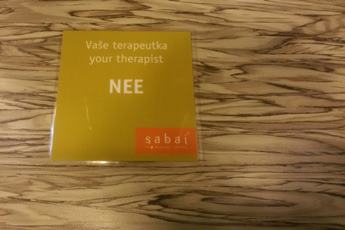 Vaše terapeutka
your therapist
NEE
sabai